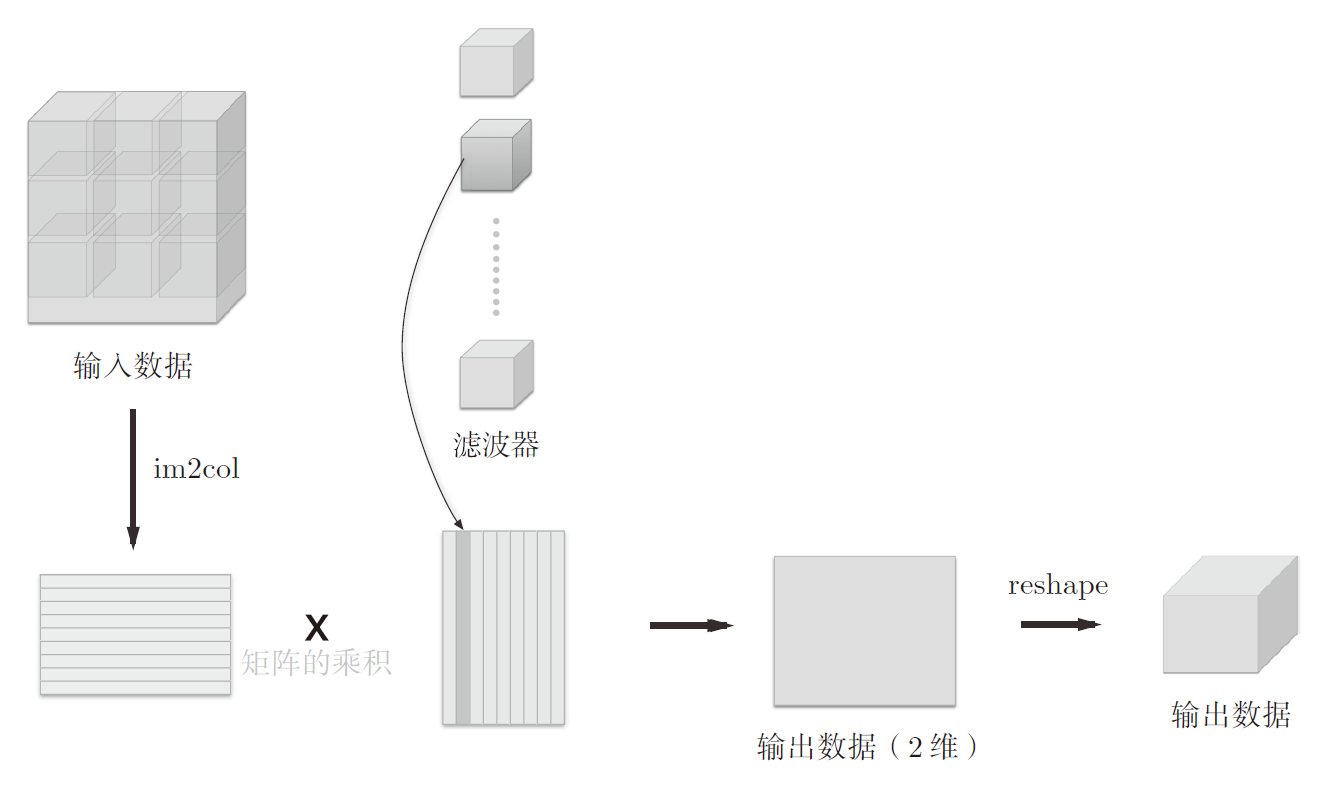 输入数据
im2col
滤波器
X
矩阵的乘积
输出数据（2 维）
reshape
输出数据